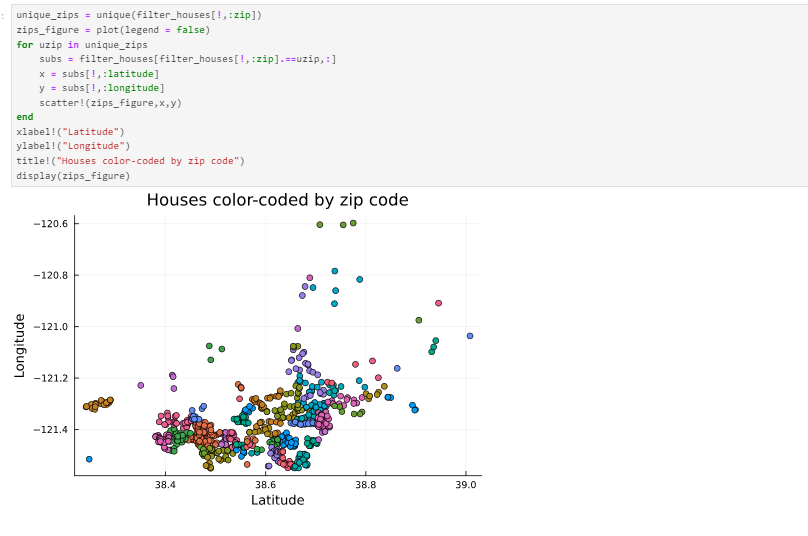 :
unique_zips = unique(filter_houses[!,:zip])
zips_figure = plot(legend = false)
for uzip in unique_zips
    subs = filter_houses[filter_houses[!,:zip].==uzip,:]
    x = subs[!,:latitude]
    y = subs[!,:longitude]
    scatter!(zips_figure,x,y)
end
xlabel!("Latitude")
ylabel!("Longitude")
title!("Houses color-coded by zip code")
display(zips_figure)
Houses color-coded by zip code
−120.6
−120.8
−121.0
−121.2
−121.4
Longitude
38.4 38.6 38.8 39.0
Latitude